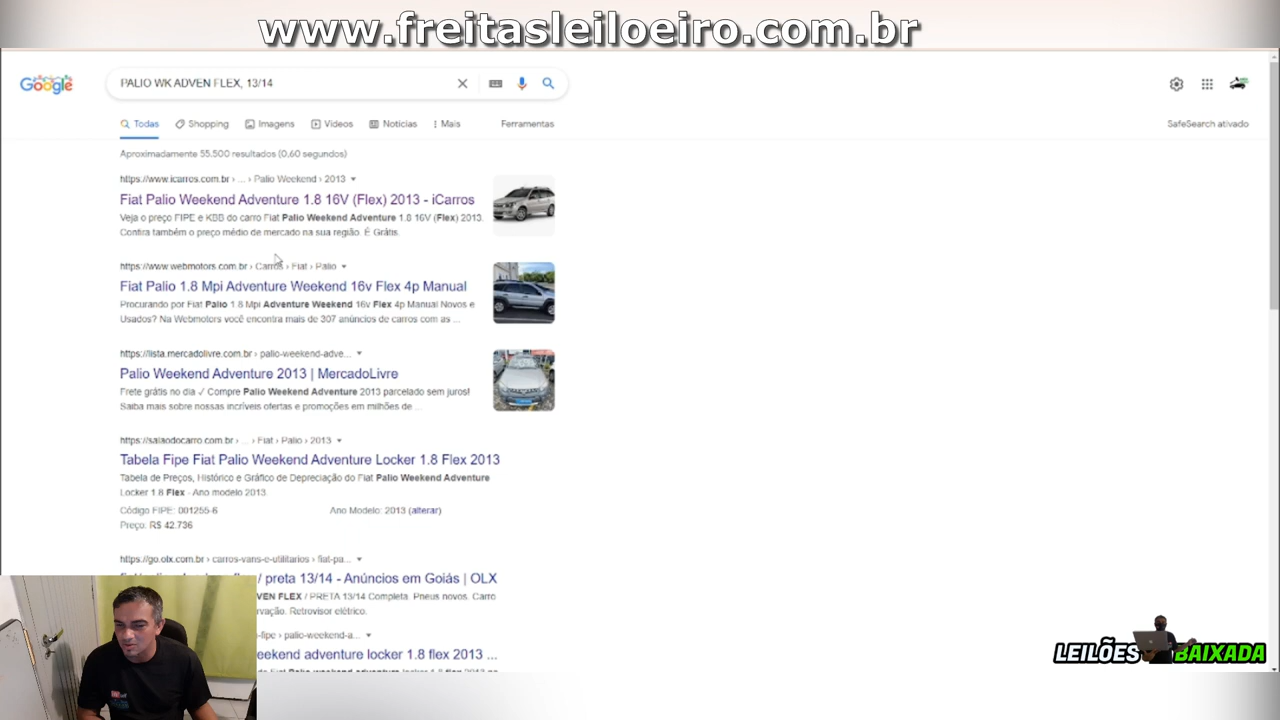 www.freitasleiloeiro.com.br
Google
PALIO WK ADVEN FLEX, 13/14
Todas Shopping Imagens Vídeos Notícias Mais Ferramentas
SafeSearch ativado
Aproximadamente 55.500 resultados (0,60 segundos)
https://www.icarros.com.br › ... › Palio Weekend › 2013
Fiat Palio Weekend Adventure 1.8 16V (Flex) 2013 - iCarros
Veja o preço FIPE e KBB do carro Fiat Palio Weekend Adventure 1.8 16V (Flex) 2013.
Confira também o preço médio de mercado na sua região. É Grátis.
https://www.webmotors.com.br › Carros › Fiat › Palio
Fiat Palio 1.8 Mpi Adventure Weekend 16v Flex 4p Manual
Procurando por Fiat Palio 1.8 Mpi Adventure Weekend 16v Flex 4p Manual Novos e
Usados? Na Webmotors você encontra mais de 307 anúncios de carros com as ...
https://lista.mercadolivre.com.br › palio-weekend-adve...
Palio Weekend Adventure 2013 | MercadoLivre
Frete grátis no dia ✓ Compre Palio Weekend Adventure 2013 parcelado sem juros!
Saiba mais sobre nossas incríveis ofertas e promoções em milhões de ...
https://salaodocarro.com.br › ... › Fiat › Palio › 2013
Tabela Fipe Fiat Palio Weekend Adventure Locker 1.8 Flex 2013
Tabela de Preços, Histórico e Gráfico de Depreciação do Fiat Palio Weekend Adventure
Locker 1.8 Flex - Ano modelo 2013.
Código FIPE: 001255-6 Ano Modelo: 2013 (alterar)
Preço: R$ 42.736
https://go.olx.com.br › carros-vans-e-utilitarios › fiat-pa...
/ preta 13/14 - Anúncios em Goiás | OLX
VEN FLEX / PRETA 13/14 Completa. Pneus novos. Carro
rvação. Retrovisor elétrico.
-fipe › palio-weekend-a...
eekend adventure locker 1.8 flex 2013 ...
LEILÕES BAIXADA